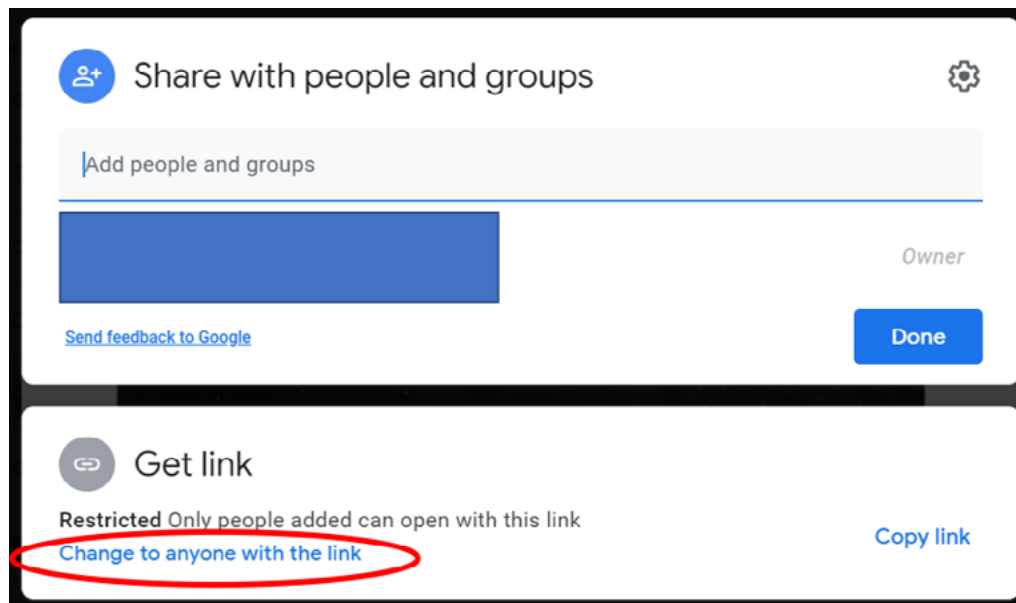 Share with people and groups
Add people and groups
Owner
Send feedback to Google
Done
Get link
Restricted Only people added can open with this link
Change to anyone with the link
Copy link